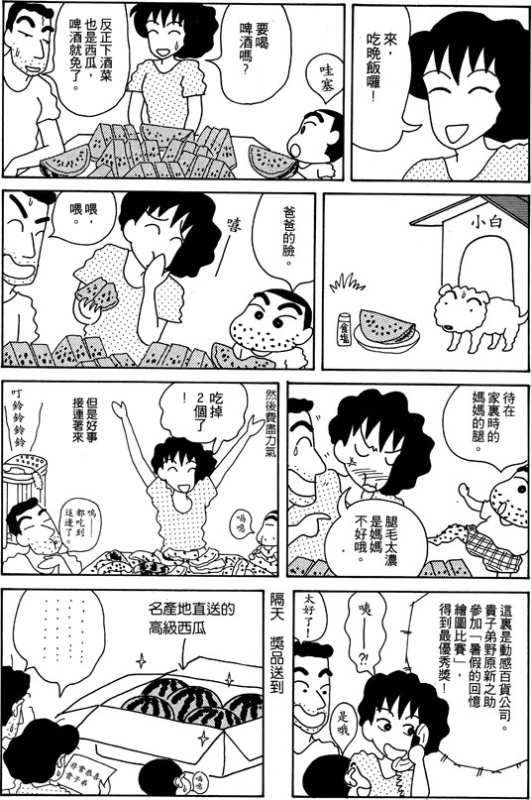 來，
吃晚飯囉！
要喝
啤酒嗎？
反正下酒菜
也是西瓜，
啤酒就免了。
哇塞
小白
食塩
爸爸的臉。
嘻
喂，
喂。
待在
家裏時的
媽媽的腿。
腿毛太濃
是媽媽
不好哦．
然後費盡力氣
吃掉
2個了
！
但是好事
接連著來
叮鈴鈴鈴鈴
嗚，
都吃到
這邊了！
嗚嗚
這裏是動感百貨公司。
貴子弟野原新之助
參加「暑假的回憶
繪圖比賽」，
得到最優秀獎！
咦——?!
太好了！
是哦
隔天 獎品送到
名產地直送的
高級西瓜
非常恭喜